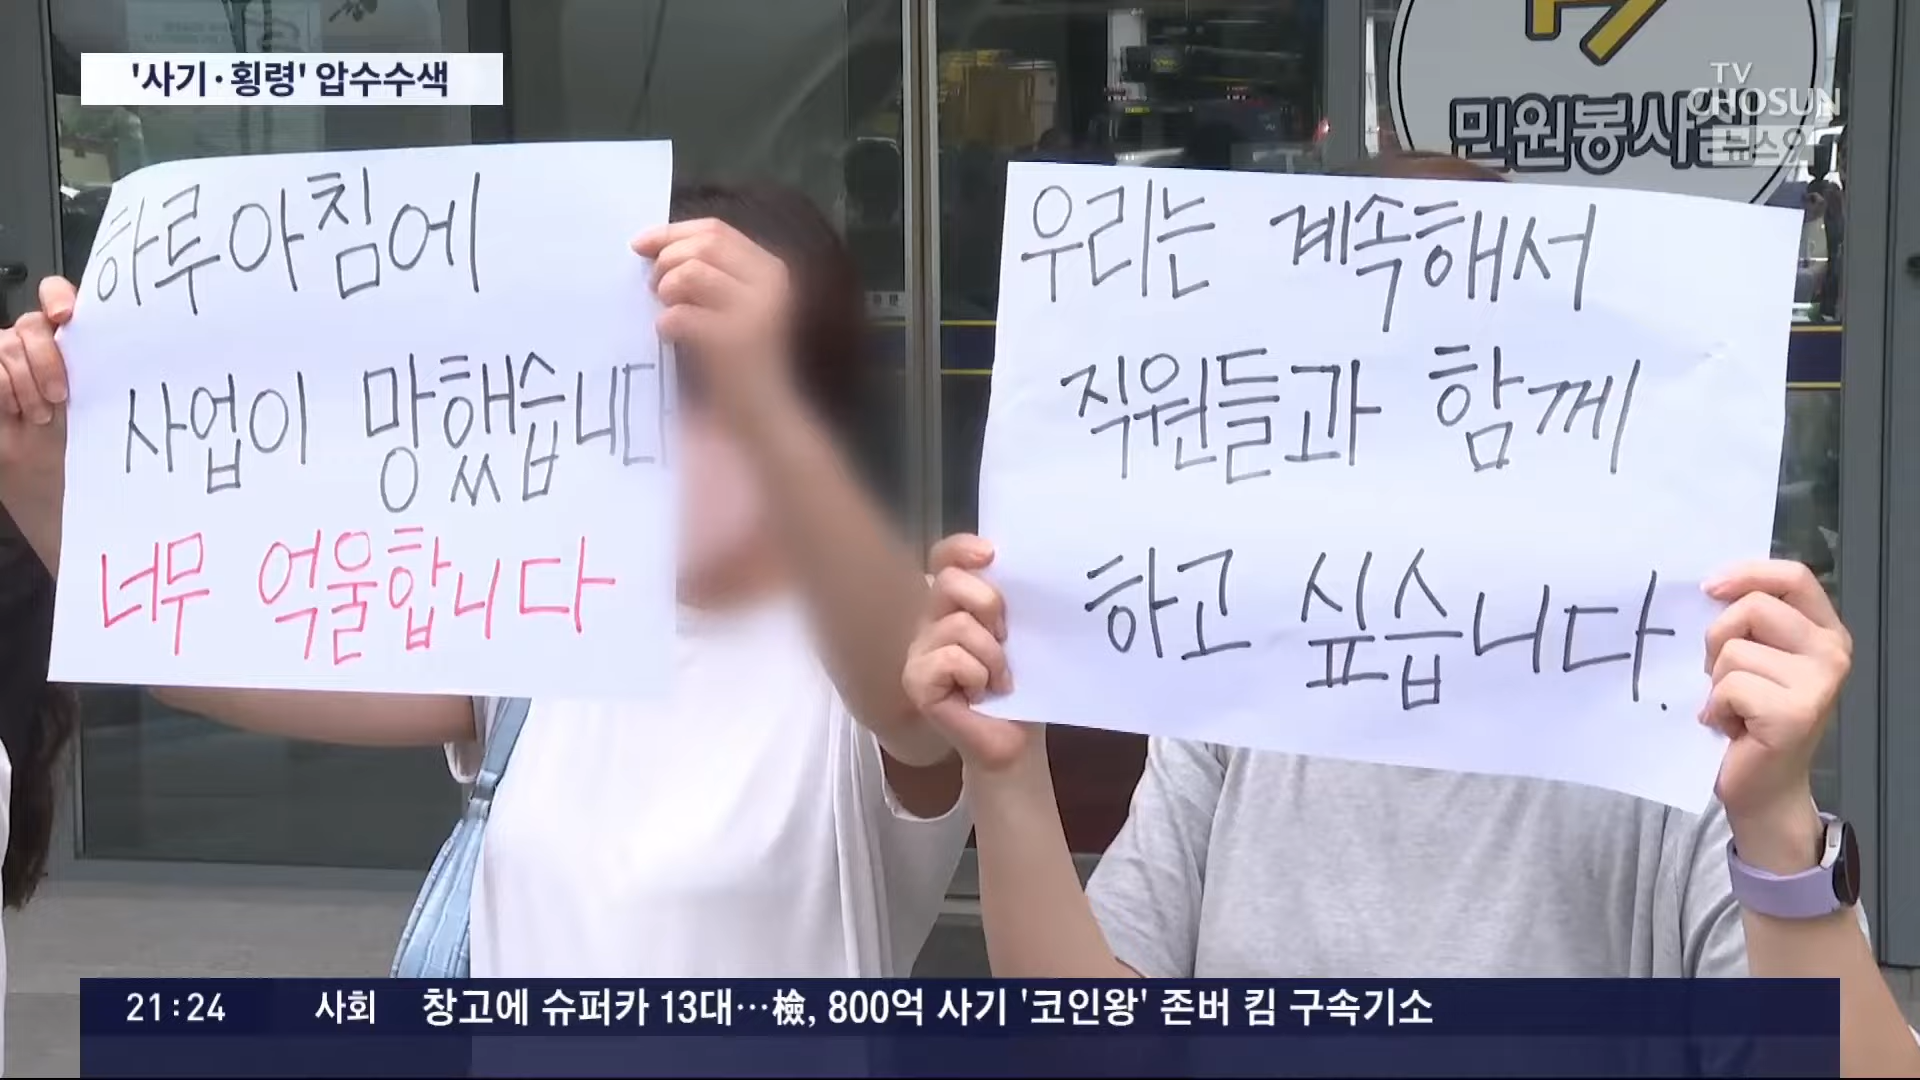 '사기·횡령' 압수수색
TV
CHOSUN
뉴스9
민원봉사실
하루아침에
사업이 망했습니다
너무 억울합니다
우리는 계속해서
직원들과 함께
하고 싶습니다.
21:24 사회 창고에 슈퍼카 13대…檢, 800억 사기 '코인왕' 존버 킴 구속기소